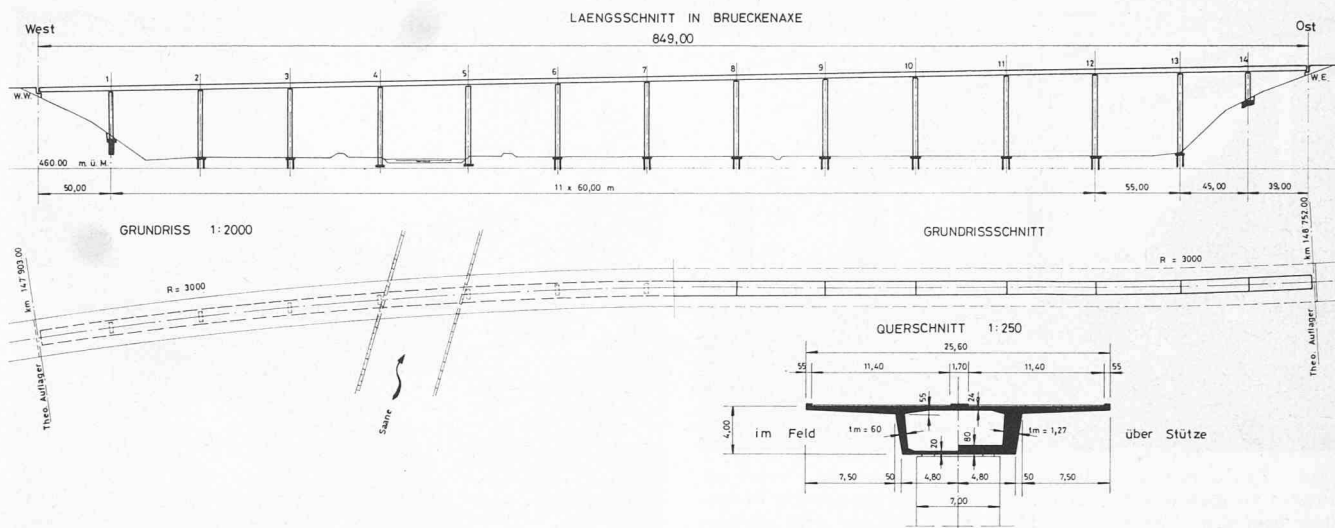 LAENGSSCHNITT IN BRUECKENAXE
West
Ost
849,00
1 2 3 4 5 6 7 8 9 10 11 12 13 14
W.W.
W.E.
460.00 m.ü.M.
50,00 11 x 60,00 m 55,00 45,00 39,00
GRUNDRISS 1:2000
GRUNDRISSSCHNITT
km 147 903.00
km 148 752.00
R = 3000
R = 3000
Theo. Auflager
Theo. Auflager
Saane
QUERSCHNITT 1:250
25,60
55 11,40 1,70 11,40 55
55 24
4,00
im Feld
tm = 60
20 80
tm = 1,27
über Stütze
7,50 50 4,80 4,80 50 7,50
7,00